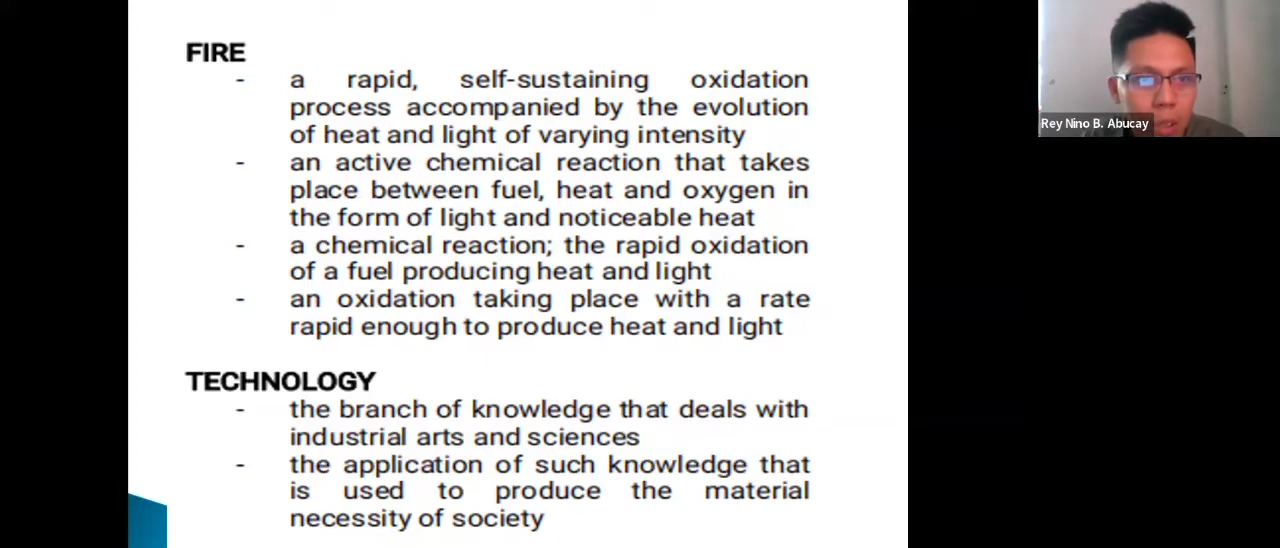 FIRE
- a rapid, self-sustaining oxidation
process accompanied by the evolution
of heat and light of varying intensity
- an active chemical reaction that takes
place between fuel, heat and oxygen in
the form of light and noticeable heat
- a chemical reaction; the rapid oxidation
of a fuel producing heat and light
- an oxidation taking place with a rate
rapid enough to produce heat and light
TECHNOLOGY
- the branch of knowledge that deals with
industrial arts and sciences
- the application of such knowledge that
is used to produce the material
necessity of society
Rey Nino B. Abucay